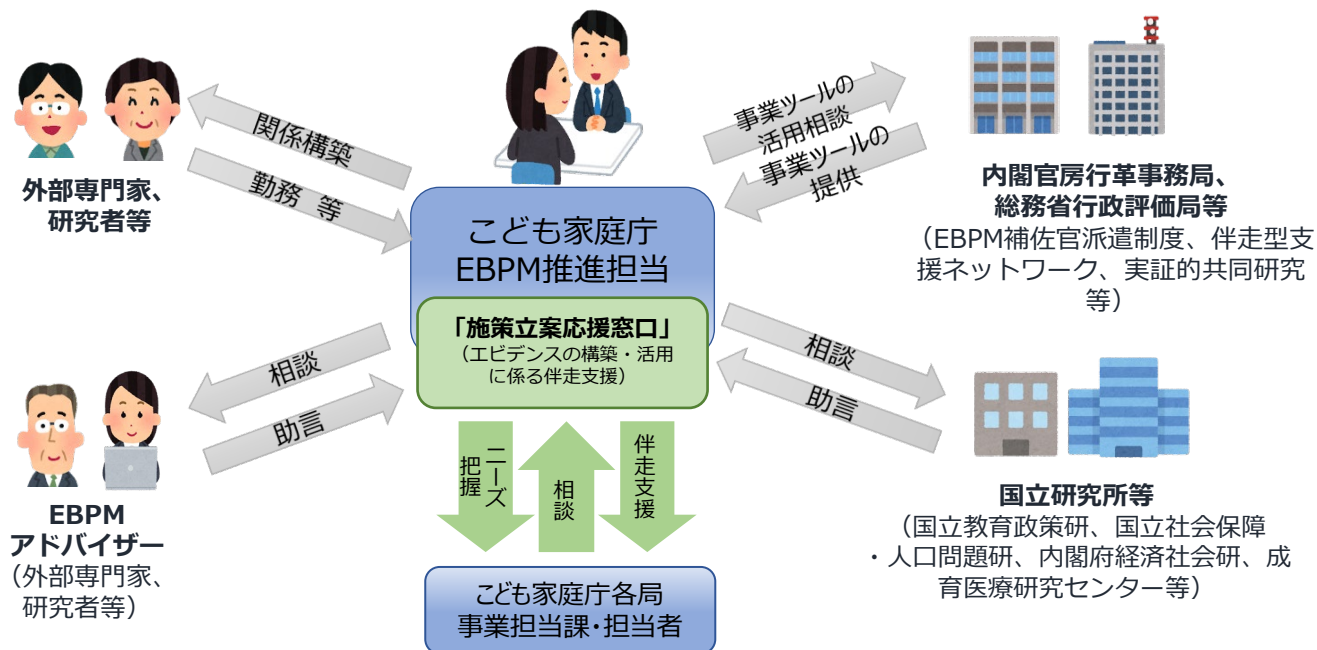 外部専門家、
研究者等
関係構築
勤務 等
事業ツールの
活用相談
事業ツールの
提供
内閣官房行革事務局、
総務省行政評価局等
（EBPM補佐官派遣制度、伴走型支
援ネットワーク、実証的共同研究
等）
こども家庭庁
EBPM推進担当
「施策立案応援窓口」
（エビデンスの構築・活用
に係る伴走支援）
相談
助言
相談
助言
EBPM
アドバイザー
（外部専門家、
研究者等）
ニーズ
把握
相談
伴走支援
国立研究所等
（国立教育政策研、国立社会保障
・人口問題研、内閣府経済社会研、成
育医療研究センター等）
こども家庭庁各局
事業担当課・担当者